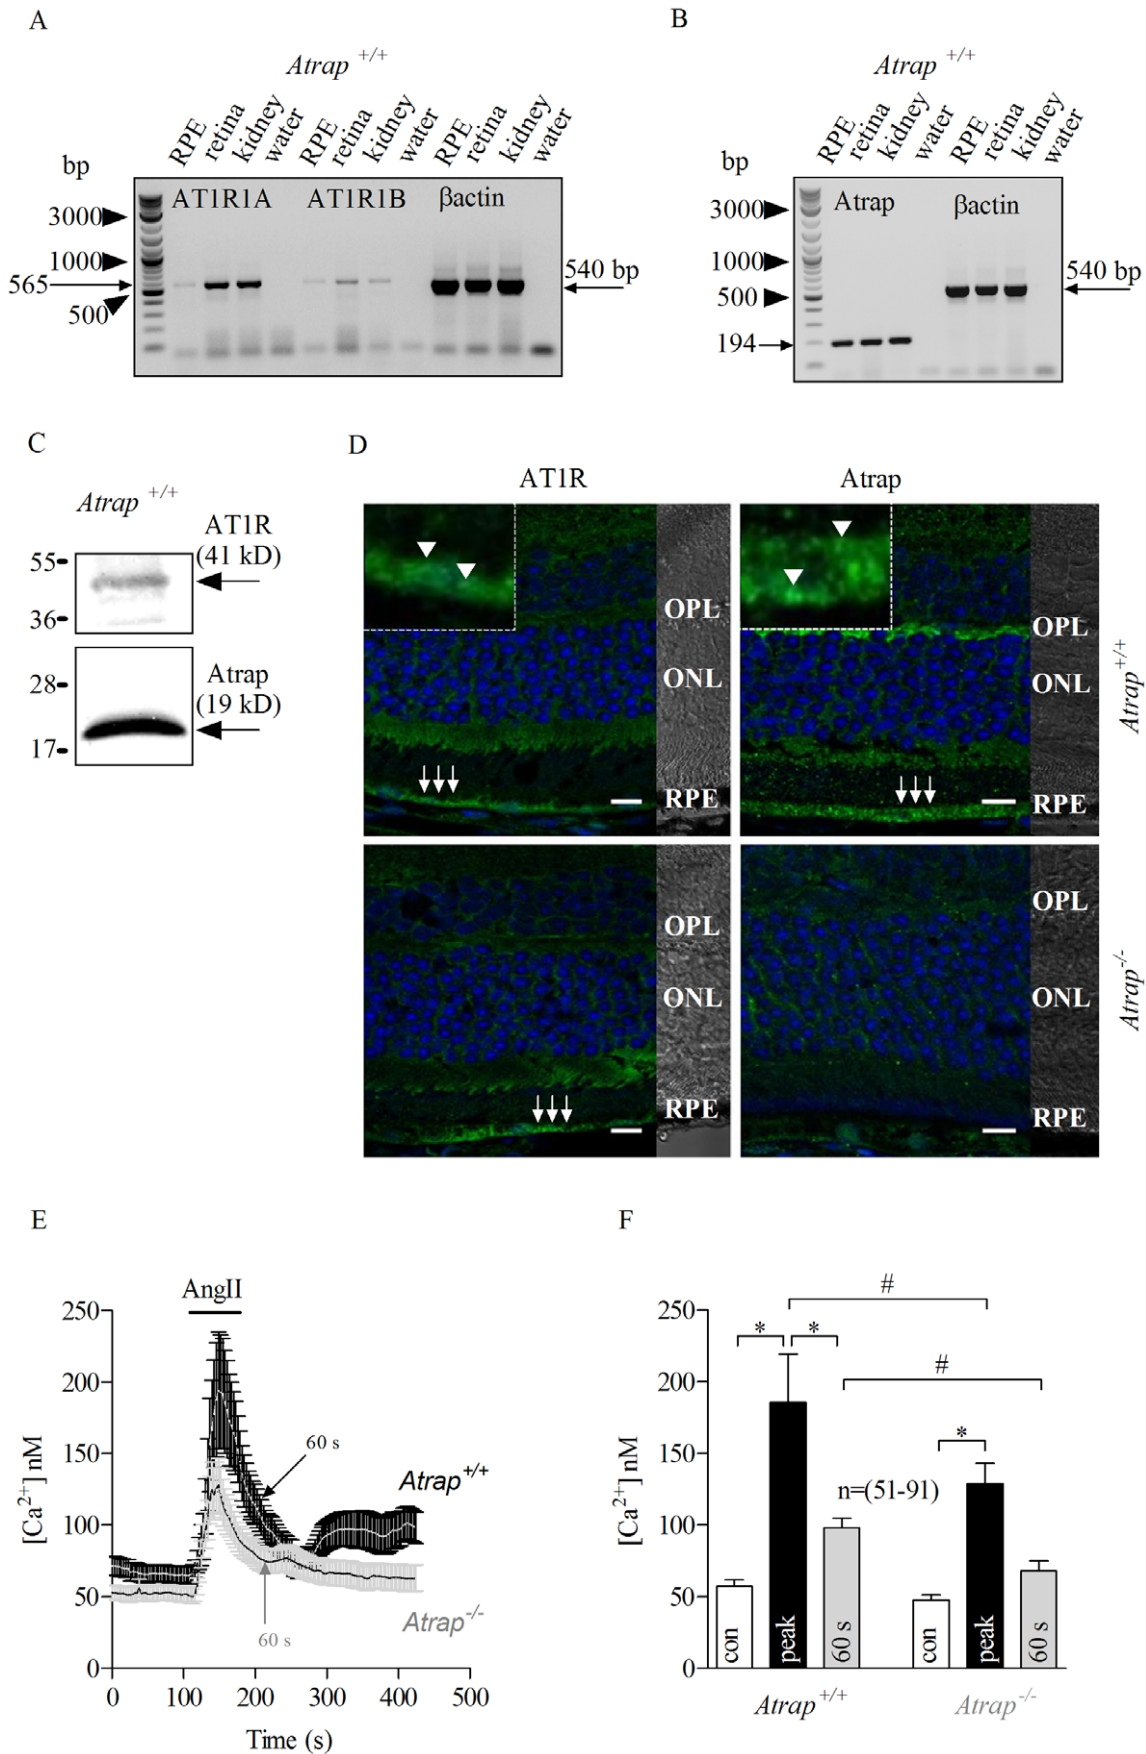 A
Atrap +/+
RPE retina kidney water RPE retina kidney water RPE retina kidney water
bp
AT1R1A AT1R1B βactin
3000
1000
565
500
540 bp
B
Atrap +/+
RPE retina kidney water RPE retina kidney water
bp
Atrap βactin
3000
1000
500
194
540 bp
C
Atrap +/+
AT1R
(41 kD)
55
36
Atrap
(19 kD)
28
17
D
AT1R Atrap
OPL
ONL
RPE
OPL
ONL
RPE
Atrap+/+
OPL
ONL
RPE
OPL
ONL
RPE
Atrap-/-
E
AngII
250
200
150
100
50
0
[Ca2+] nM
60 s
Atrap+/+
60 s
Atrap-/-
0 100 200 300 400 500
Time (s)
F
250
200
150
100
50
0
[Ca2+] nM
#
* *
#
*
n=(51-91)
con peak 60 s con peak 60 s
Atrap+/+ Atrap-/-